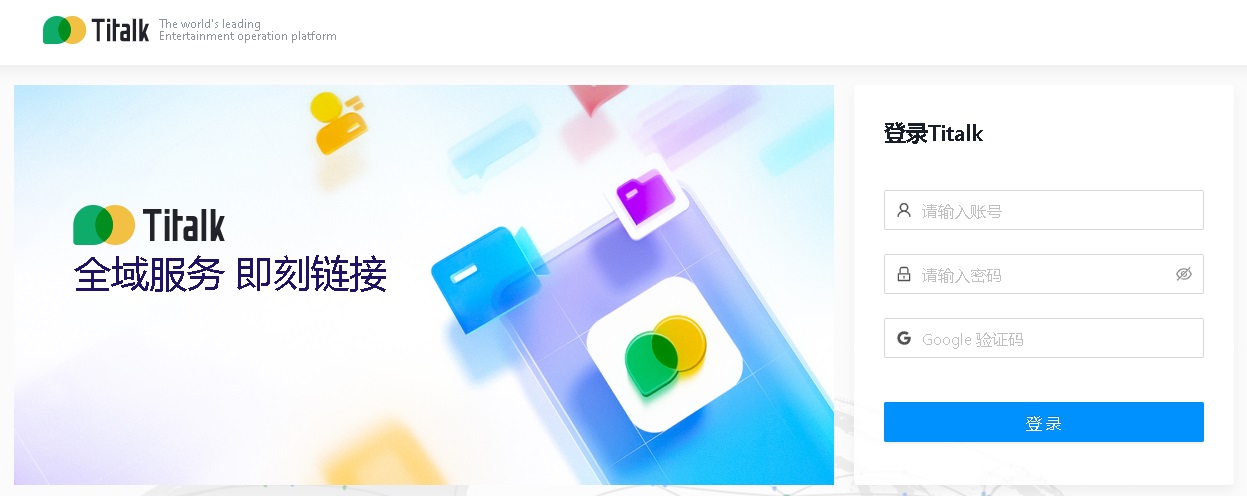 Titalk
The world's leading
Entertainment operation platform
Titalk
全域服务 即刻链接
登录Titalk
请输入账号
请输入密码
Google 验证码
登 录